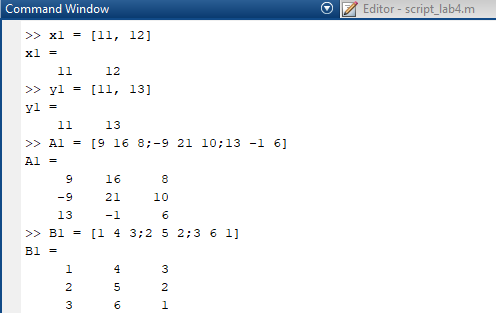 Command Window
Editor - script_lab4.m
>> x1 = [11, 12]
x1 =
11 12
>> y1 = [11, 13]
y1 =
11 13
>> A1 = [9 16 8;-9 21 10;13 -1 6]
A1 =
9 16 8
-9 21 10
13 -1 6
>> B1 = [1 4 3;2 5 2;3 6 1]
B1 =
1 4 3
2 5 2
3 6 1